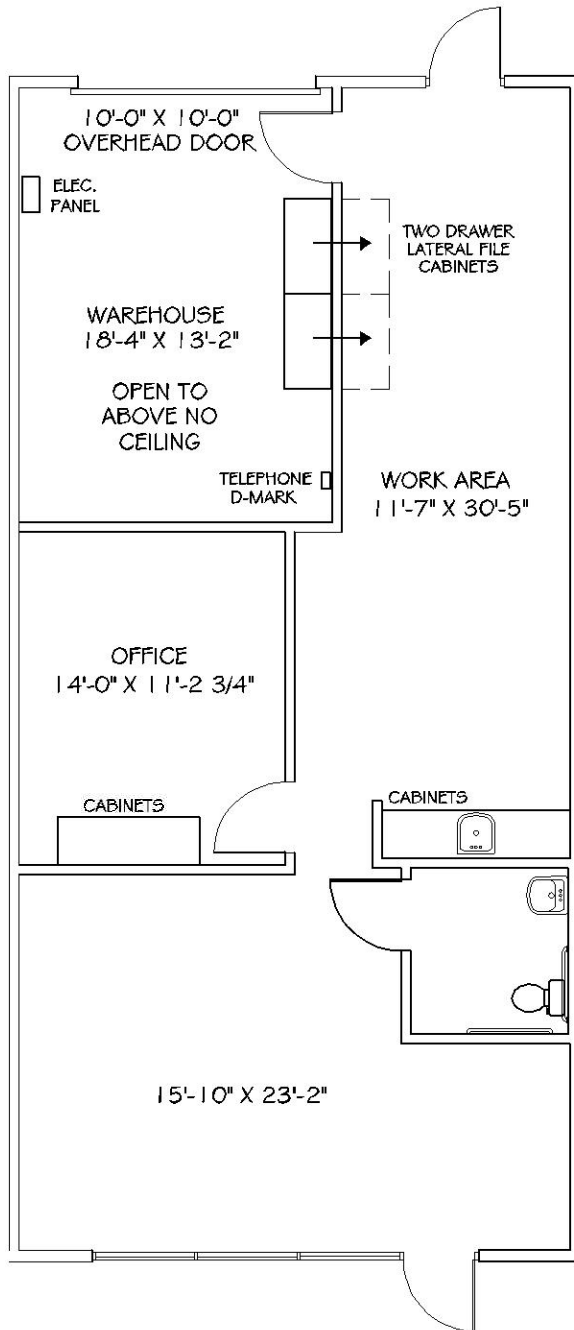 10'-0" X 10'-0"
OVERHEAD DOOR
ELEC.
PANEL
TWO DRAWER
LATERAL FILE
CABINETS
WAREHOUSE
18'-4" X 13'-2"
OPEN TO
ABOVE NO
CEILING
TELEPHONE
D-MARK
WORK AREA
11'-7" X 30'-5"
OFFICE
14'-0" X 11'-2 3/4"
CABINETS
CABINETS
15'-10" X 23'-2"